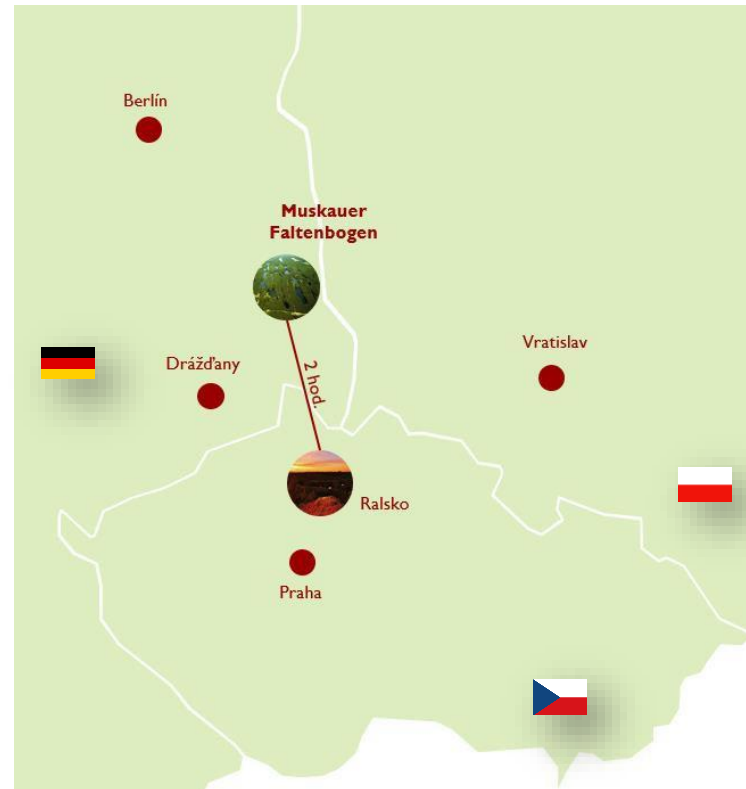 Berlín
Muskauer
Faltenbogen
Drážďany
Vratislav
2 hod.
Ralsko
Praha